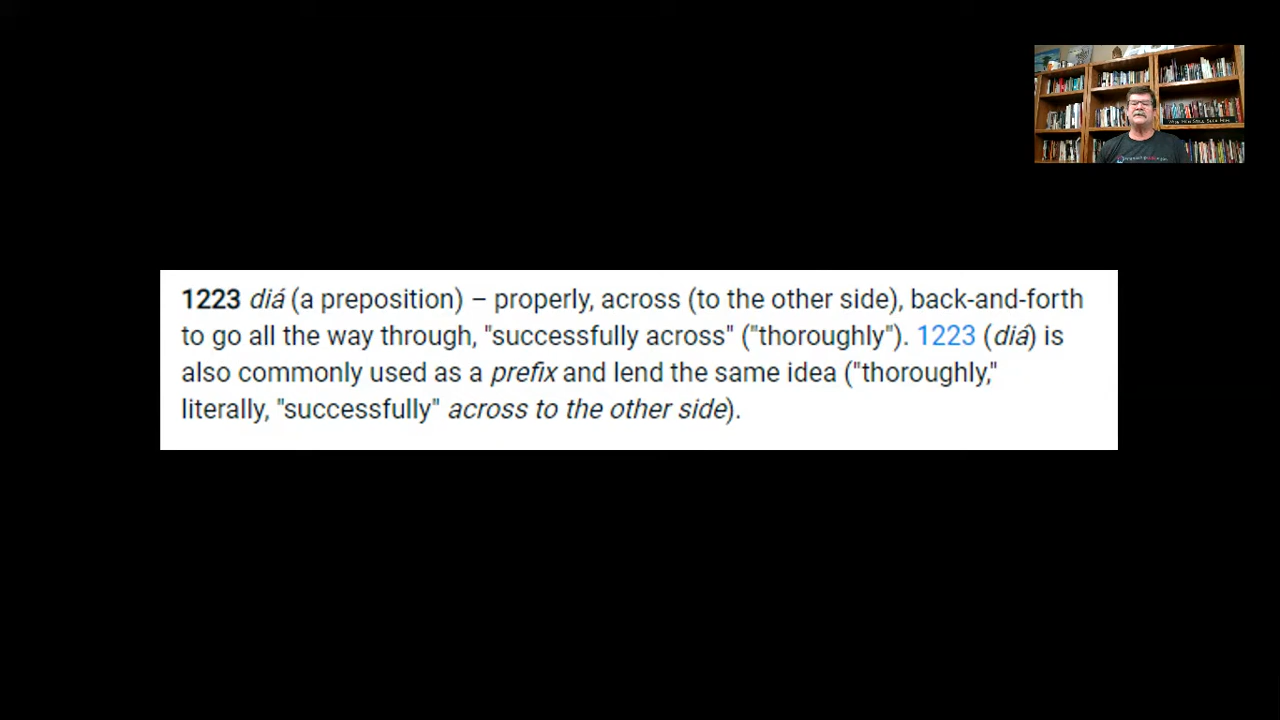 1223 diá (a preposition) – properly, across (to the other side), back-and-forth
to go all the way through, "successfully across" ("thoroughly"). 1223 (diá) is
also commonly used as a prefix and lend the same idea ("thoroughly,"
literally, "successfully" across to the other side).